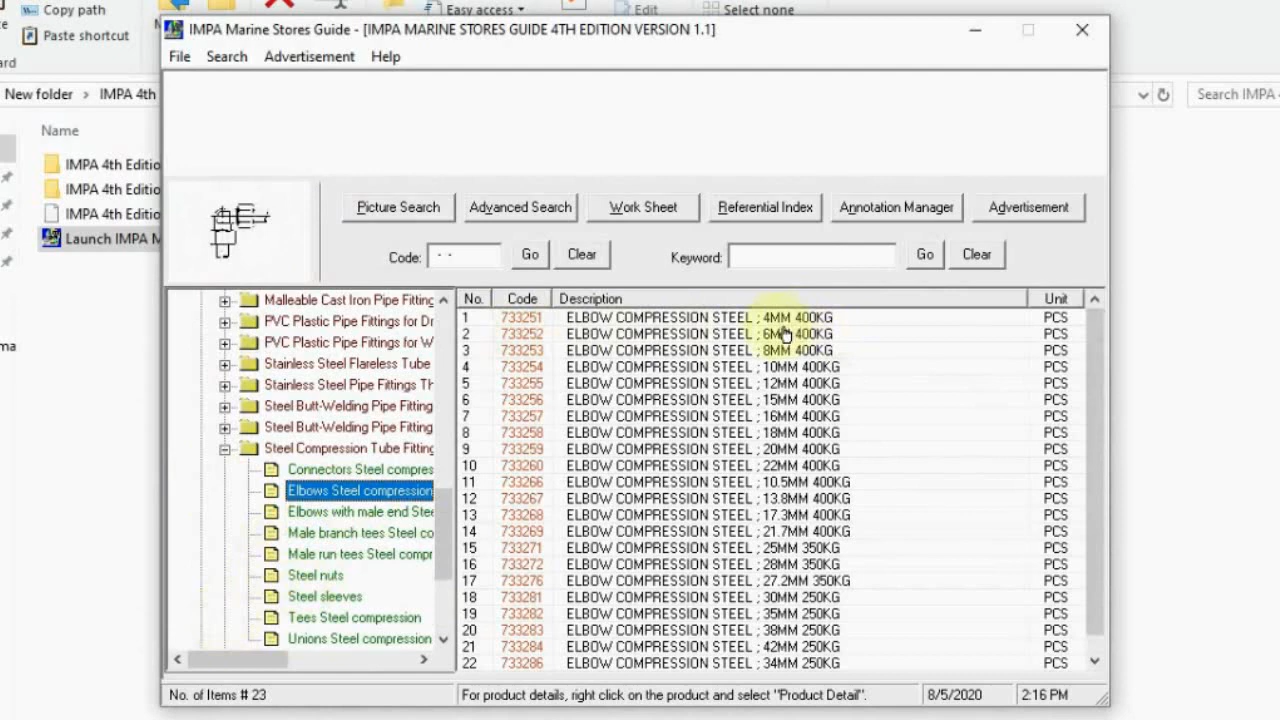 Copy path
Easy access
Edit
Select none
Paste shortcut
ard
IMPA Marine Stores Guide - [IMPA MARINE STORES GUIDE 4TH EDITION VERSION 1.1]
File Search Advertisement Help
New folder > IMPA 4th
Search IMPA 4
Name
IMPA 4th Editio
IMPA 4th Editio
IMPA 4th Editio
Launch IMPA M
ma
Picture Search Advanced Search Work Sheet Referential Index Annotation Manager Advertisement
Code: - - Go Clear Keyword: Go Clear
Malleable Cast Iron Pipe Fitting
PVC Plastic Pipe Fittings for Dr
PVC Plastic Pipe Fittings for W
Stainless Steel Flareless Tube
Stainless Steel Pipe Fittings Th
Steel Butt-Welding Pipe Fitting
Steel Butt-Welding Pipe Fitting
Steel Compression Tube Fitting
Connectors Steel compres
Elbows Steel compression
Elbows with male end Stee
Male branch tees Steel co
Male run tees Steel compr
Steel nuts
Steel sleeves
Tees Steel compression
Unions Steel compression
No. Code Description Unit
1 733251 ELBOW COMPRESSION STEEL ; 4MM 400KG PCS
2 733252 ELBOW COMPRESSION STEEL ; 6MM 400KG PCS
3 733253 ELBOW COMPRESSION STEEL ; 8MM 400KG PCS
4 733254 ELBOW COMPRESSION STEEL ; 10MM 400KG PCS
5 733255 ELBOW COMPRESSION STEEL ; 12MM 400KG PCS
6 733256 ELBOW COMPRESSION STEEL ; 15MM 400KG PCS
7 733257 ELBOW COMPRESSION STEEL ; 16MM 400KG PCS
8 733258 ELBOW COMPRESSION STEEL ; 18MM 400KG PCS
9 733259 ELBOW COMPRESSION STEEL ; 20MM 400KG PCS
10 733260 ELBOW COMPRESSION STEEL ; 22MM 400KG PCS
11 733266 ELBOW COMPRESSION STEEL ; 10.5MM 400KG PCS
12 733267 ELBOW COMPRESSION STEEL ; 13.8MM 400KG PCS
13 733268 ELBOW COMPRESSION STEEL ; 17.3MM 400KG PCS
14 733269 ELBOW COMPRESSION STEEL ; 21.7MM 400KG PCS
15 733271 ELBOW COMPRESSION STEEL ; 25MM 350KG PCS
16 733272 ELBOW COMPRESSION STEEL ; 28MM 350KG PCS
17 733276 ELBOW COMPRESSION STEEL ; 27.2MM 350KG PCS
18 733281 ELBOW COMPRESSION STEEL ; 30MM 250KG PCS
19 733282 ELBOW COMPRESSION STEEL ; 35MM 250KG PCS
20 733283 ELBOW COMPRESSION STEEL ; 38MM 250KG PCS
21 733284 ELBOW COMPRESSION STEEL ; 42MM 250KG PCS
22 733286 ELBOW COMPRESSION STEEL ; 34MM 250KG PCS
No. of Items # 23
For product details, right click on the product and select "Product Detail".
8/5/2020
2:16 PM